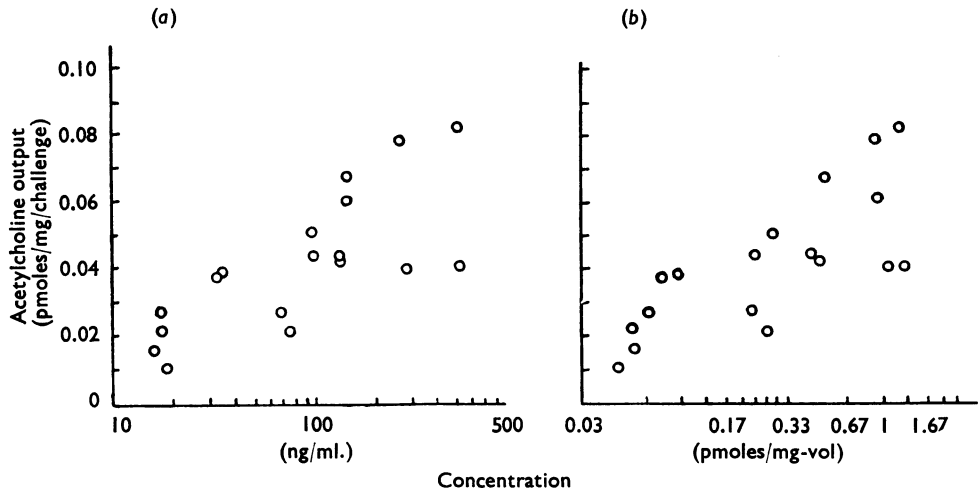 (a)
(b)
Acetylcholine output
(pmoles/mg/challenge)
0.10
0.08
0.06
0.04
0.02
0
10
100
500
(ng/ml.)
0.03
0.17
0.33
0.67
1
1.67
(pmoles/mg-vol)
Concentration